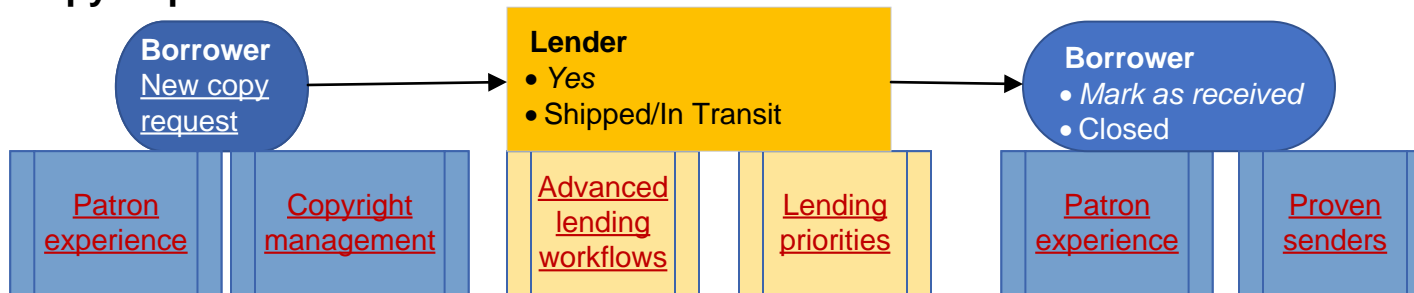 Borrower
New copy
request
Lender
• Yes
• Shipped/In Transit
Borrower
• Mark as received
• Closed
Patron
experience
Copyright
management
Advanced
lending
workflows
Lending
priorities
Patron
experience
Proven
senders